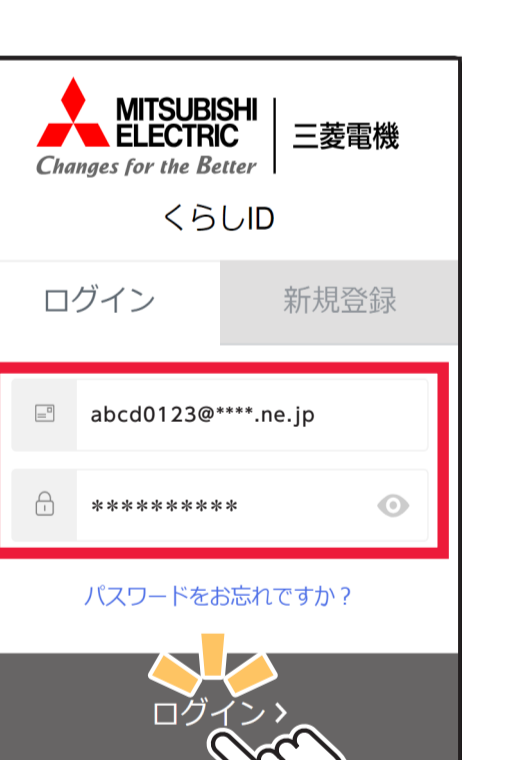 MITSUBISHI
ELECTRIC
Changes for the Better
三菱電機
くらしID
ログイン
新規登録
abcd0123@****.ne.jp
**********
パスワードをお忘れですか？
ログイン>